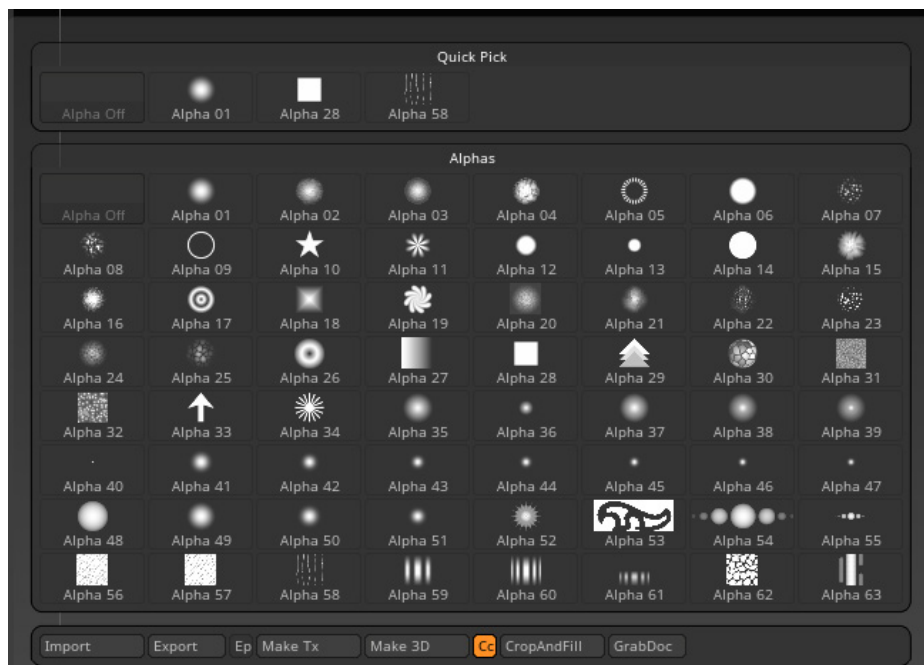 Quick Pick
Alpha Off Alpha 01 Alpha 28 Alpha 58
Alphas
Alpha Off Alpha 01 Alpha 02 Alpha 03 Alpha 04 Alpha 05 Alpha 06 Alpha 07
Alpha 08 Alpha 09 Alpha 10 Alpha 11 Alpha 12 Alpha 13 Alpha 14 Alpha 15
Alpha 16 Alpha 17 Alpha 18 Alpha 19 Alpha 20 Alpha 21 Alpha 22 Alpha 23
Alpha 24 Alpha 25 Alpha 26 Alpha 27 Alpha 28 Alpha 29 Alpha 30 Alpha 31
Alpha 32 Alpha 33 Alpha 34 Alpha 35 Alpha 36 Alpha 37 Alpha 38 Alpha 39
Alpha 40 Alpha 41 Alpha 42 Alpha 43 Alpha 44 Alpha 45 Alpha 46 Alpha 47
Alpha 48 Alpha 49 Alpha 50 Alpha 51 Alpha 52 Alpha 53 Alpha 54 Alpha 55
Alpha 56 Alpha 57 Alpha 58 Alpha 59 Alpha 60 Alpha 61 Alpha 62 Alpha 63
Import Export Ep Make Tx Make 3D Cc CropAndFill GrabDoc